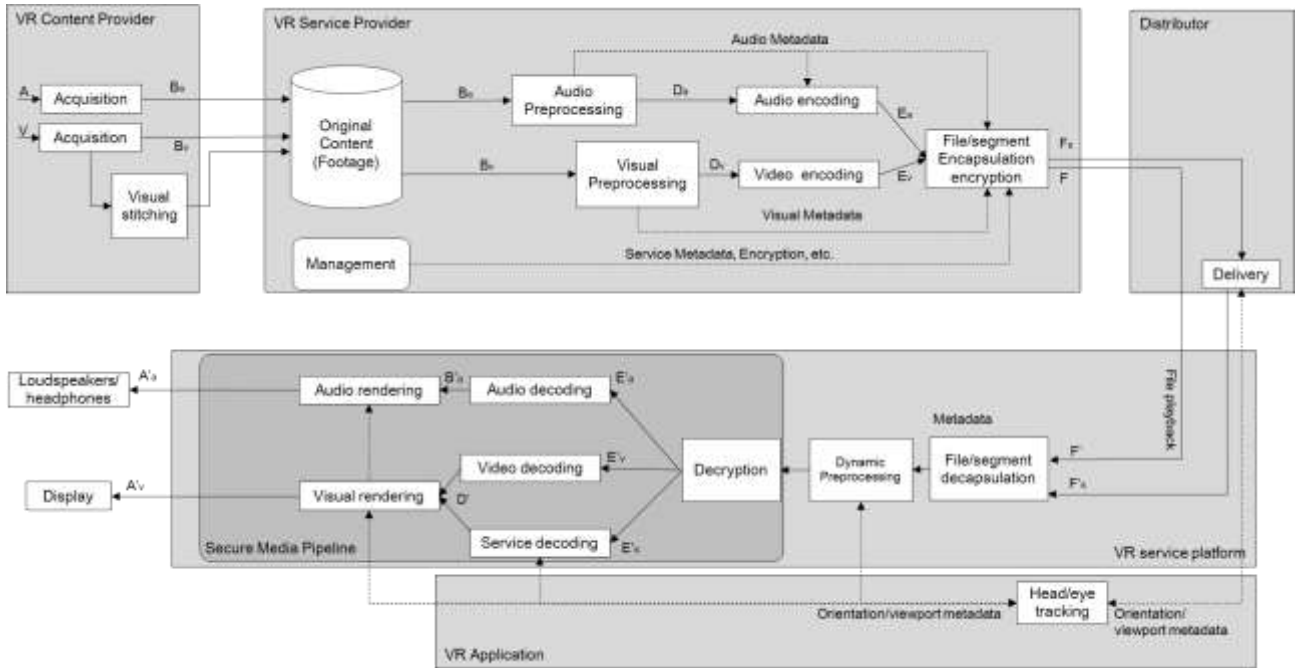 VR Content Provider
VR Service Provider
Distributor
Audio Metadata
A
Acquisition
Bₐ
Bₐ
Audio
Preprocessing
Dₐ
Audio encoding
Eₐ
V
Acquisition
Bᵥ
Original
Content
(Footage)
Visual
stitching
Bᵥ
Visual
Preprocessing
Dᵥ
Video encoding
Eᵥ
File/segment
Encapsulation
encryption
Fₛ
F
Visual Metadata
Management
Service Metadata, Encryption, etc.
Delivery
Loudspeakers/
headphones
A'ₐ
Audio rendering
B'ₐ
Audio decoding
E'ₐ
Metadata
File playback
Display
A'ᵥ
Visual rendering
D'
Video decoding
E'ᵥ
Decryption
Dynamic
Preprocessing
File/segment
decapsulation
F'
F'ₛ
Service decoding
E'ₛ
Secure Media Pipeline
VR service platform
Head/eye
tracking
Orientation/viewport metadata
Orientation/
viewport metadata
VR Application